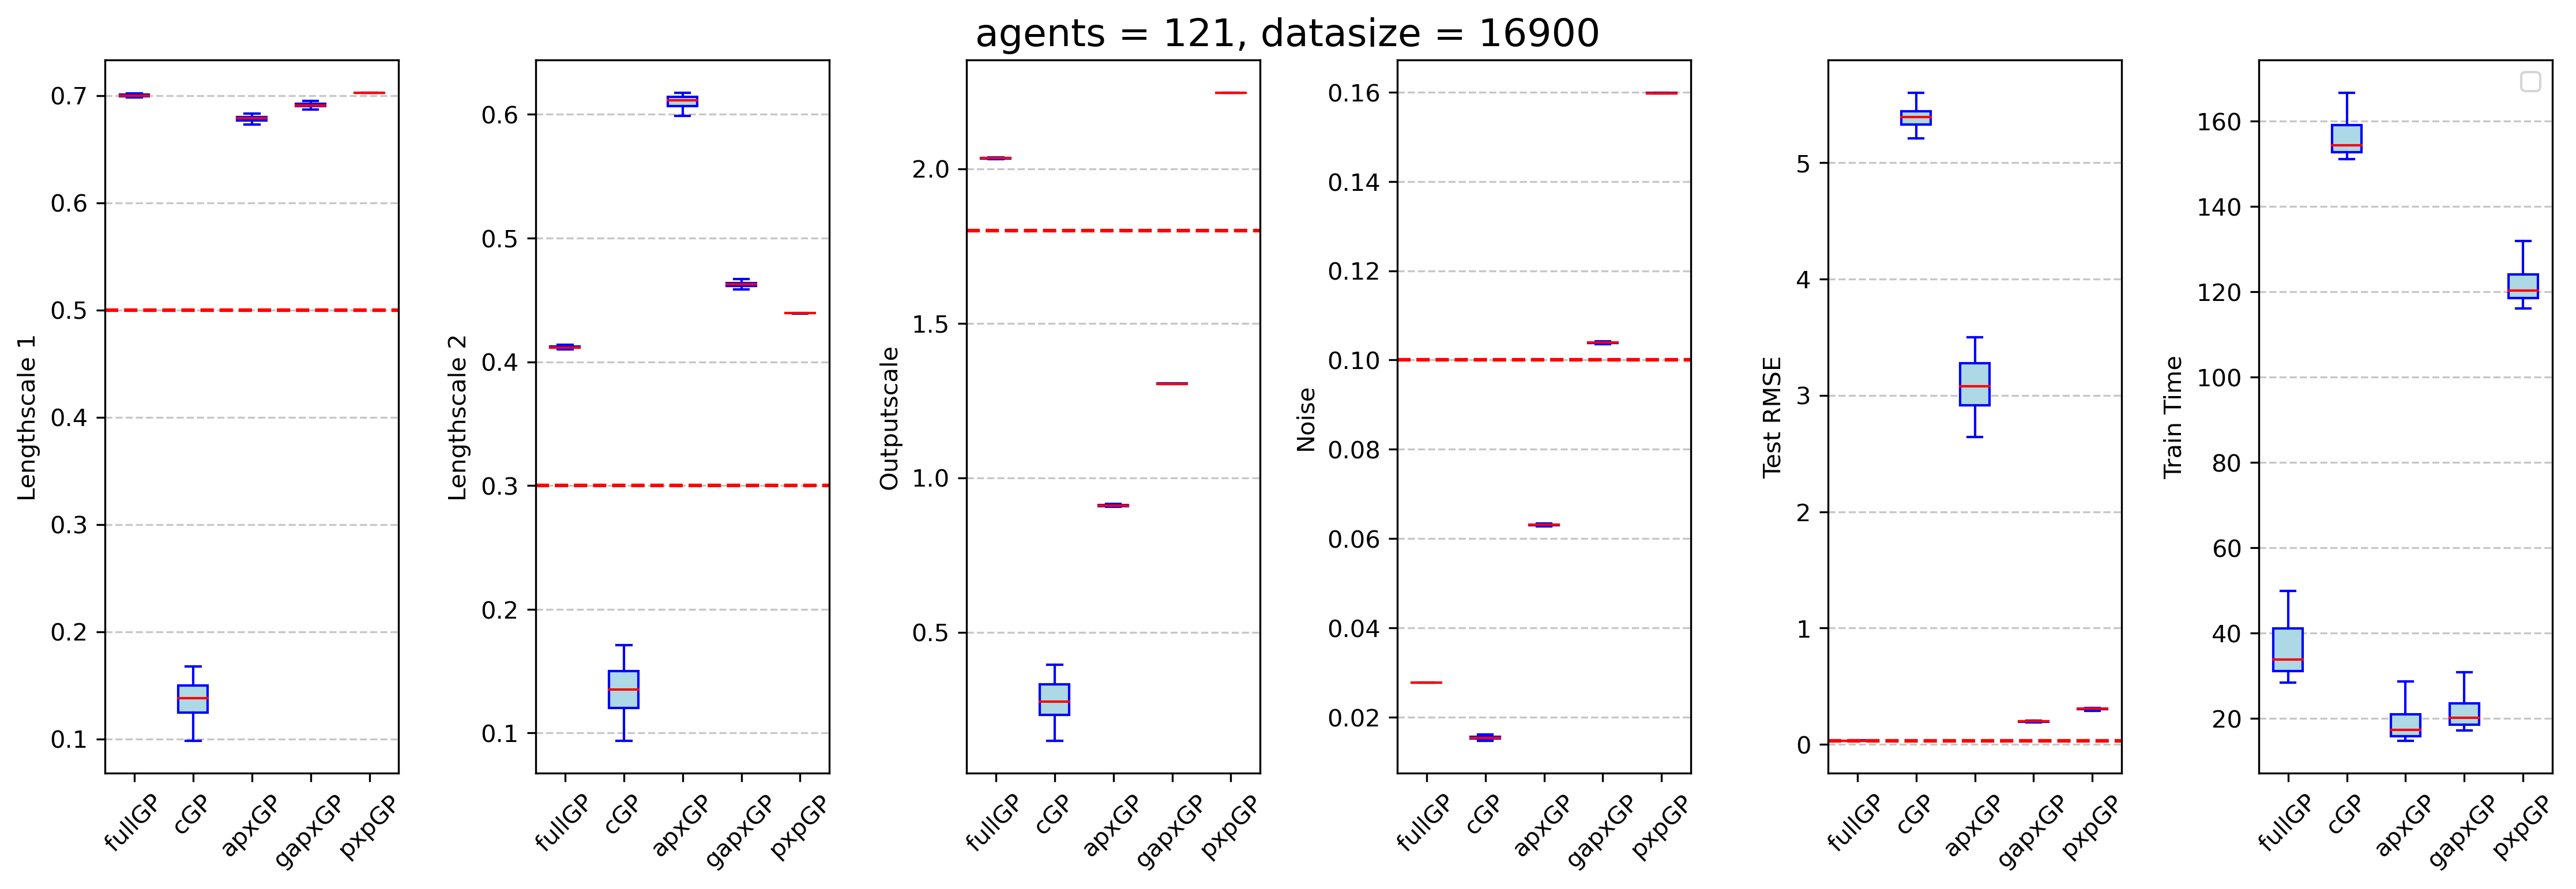 agents = 121, datasize = 16900
Lengthscale 1
0.7
0.6
0.5
0.4
0.3
0.2
0.1
fullGP
cGP
apxGP
gapxGP
pxpGP
Lengthscale 2
0.6
0.5
0.4
0.3
0.2
0.1
fullGP
cGP
apxGP
gapxGP
pxpGP
Outputscale
2.0
1.5
1.0
0.5
fullGP
cGP
apxGP
gapxGP
pxpGP
Noise
0.16
0.14
0.12
0.10
0.08
0.06
0.04
0.02
fullGP
cGP
apxGP
gapxGP
pxpGP
Test RMSE
5
4
3
2
1
0
fullGP
cGP
apxGP
gapxGP
pxpGP
Train Time
160
140
120
100
80
60
40
20
fullGP
cGP
apxGP
gapxGP
pxpGP